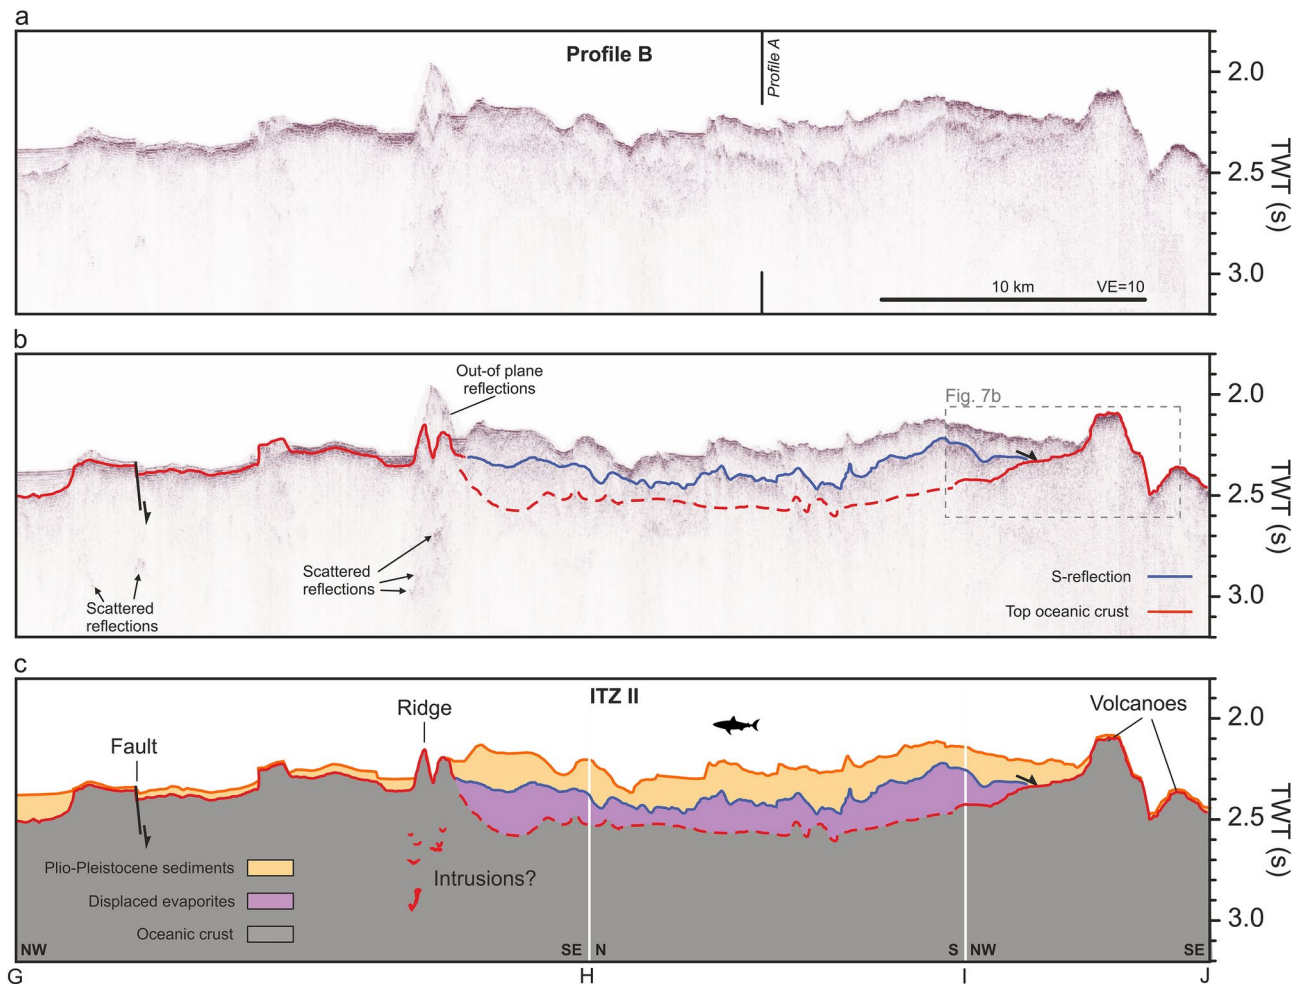 a
Profile B
Profile A
2.0
2.5
3.0
TWT (s)
10 km
VE=10
b
Out-of plane
reflections
Fig. 7b
2.0
2.5
3.0
TWT (s)
Scattered
reflections
Scattered
reflections
S-reflection
Top oceanic crust
c
ITZ II
Ridge
Volcanoes
Fault
2.0
2.5
3.0
TWT (s)
Plio-Pleistocene sediments
Displaced evaporites
Oceanic crust
Intrusions?
NW
SE
N
S
NW
SE
G
H
I
J